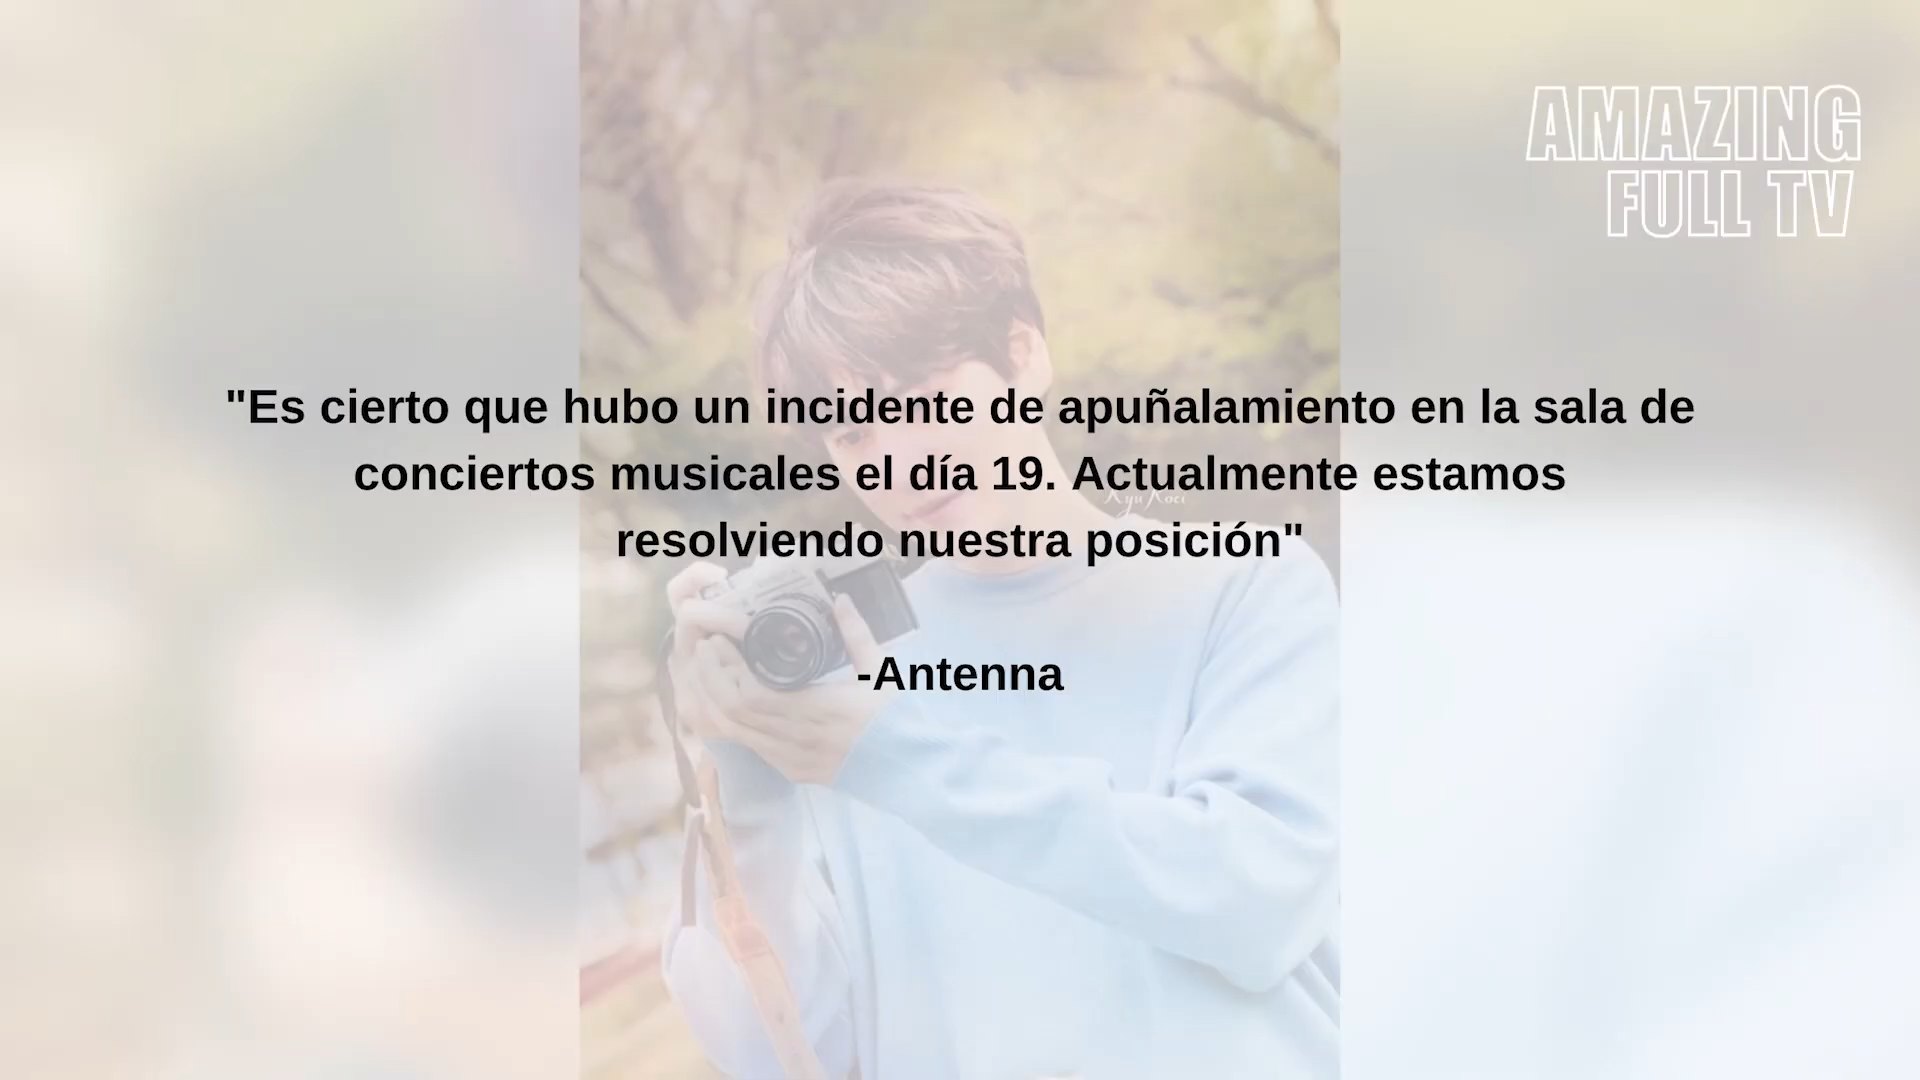 AMAZING
FULL TV
"Es cierto que hubo un incidente de apuñalamiento en la sala de
conciertos musicales el día 19. Actualmente estamos
resolviendo nuestra posición"
-Antenna